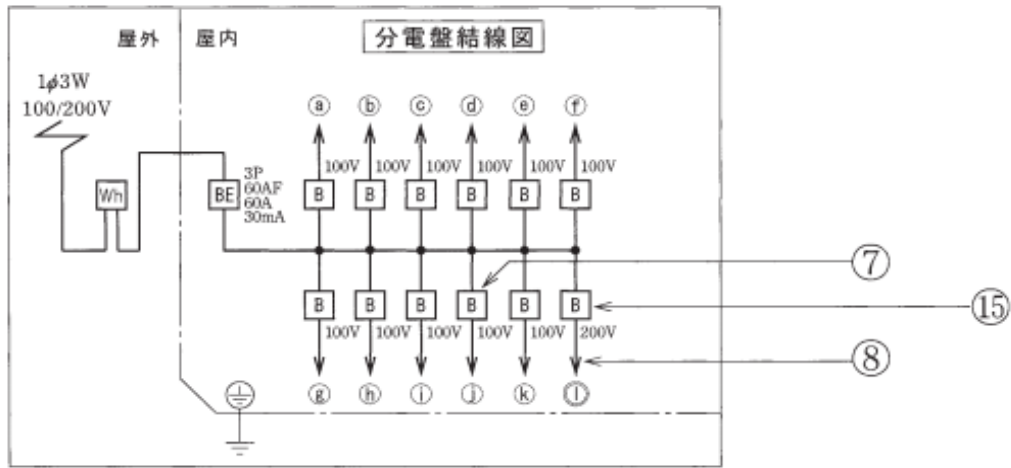 屋外 屋内 分電盤結線図
1φ3W
100/200V
ⓐ ⓑ ⓒ ⓓ ⓔ ⓕ
100V 100V 100V 100V 100V 100V
Wh BE 3P
60AF
60A
30mA
B B B B B B
⑦
B B B B B B ⑮
100V 100V 100V 100V 100V 200V
⑧
ⓖ ⓗ ⓘ ⓙ ⓚ ⓛ